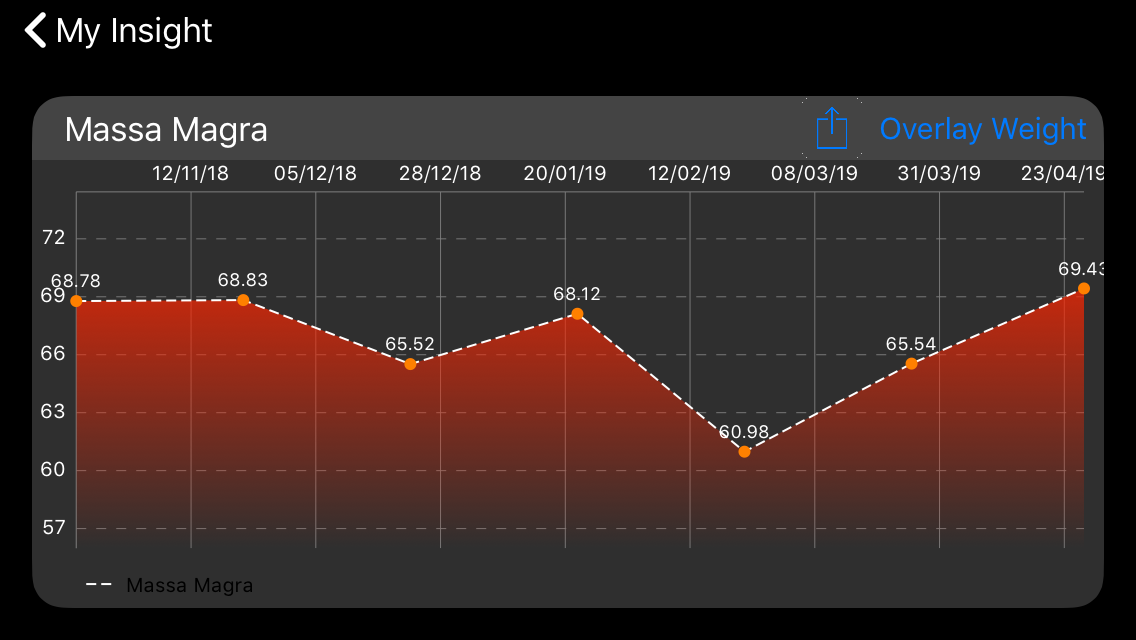 My Insight
Massa Magra
Overlay Weight
12/11/18 05/12/18 28/12/18 20/01/19 12/02/19 08/03/19 31/03/19 23/04/19
72
69
66
63
60
57
68.78 68.83 65.52 68.12 60.98 65.54 69.43
Massa Magra